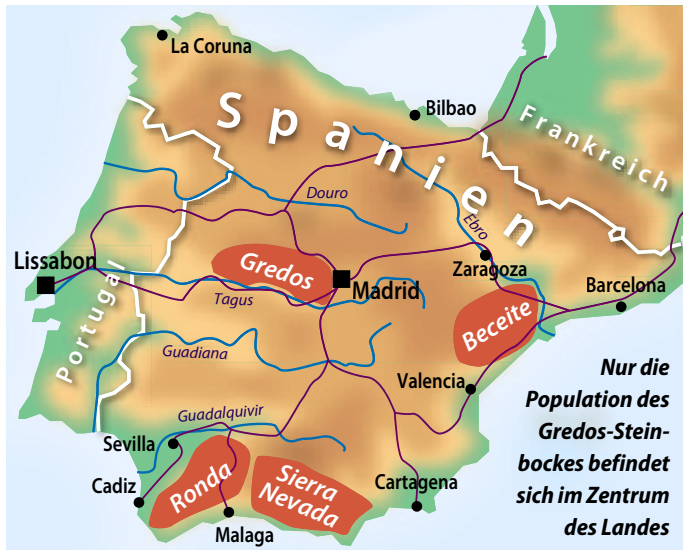 La Coruna
Bilbao
Spanien
Frankreich
Douro
Ebro
Lissabon
Gredos
Zaragoza
Madrid
Barcelona
Portugal
Tagus
Beceite
Guadiana
Valencia
Guadalquivir
Sevilla
Cadiz
Ronda
Sierra
Nevada
Cartagena
Malaga
Nur die
Population des
Gredos-Stein-
bockes befindet
sich im Zentrum
des Landes